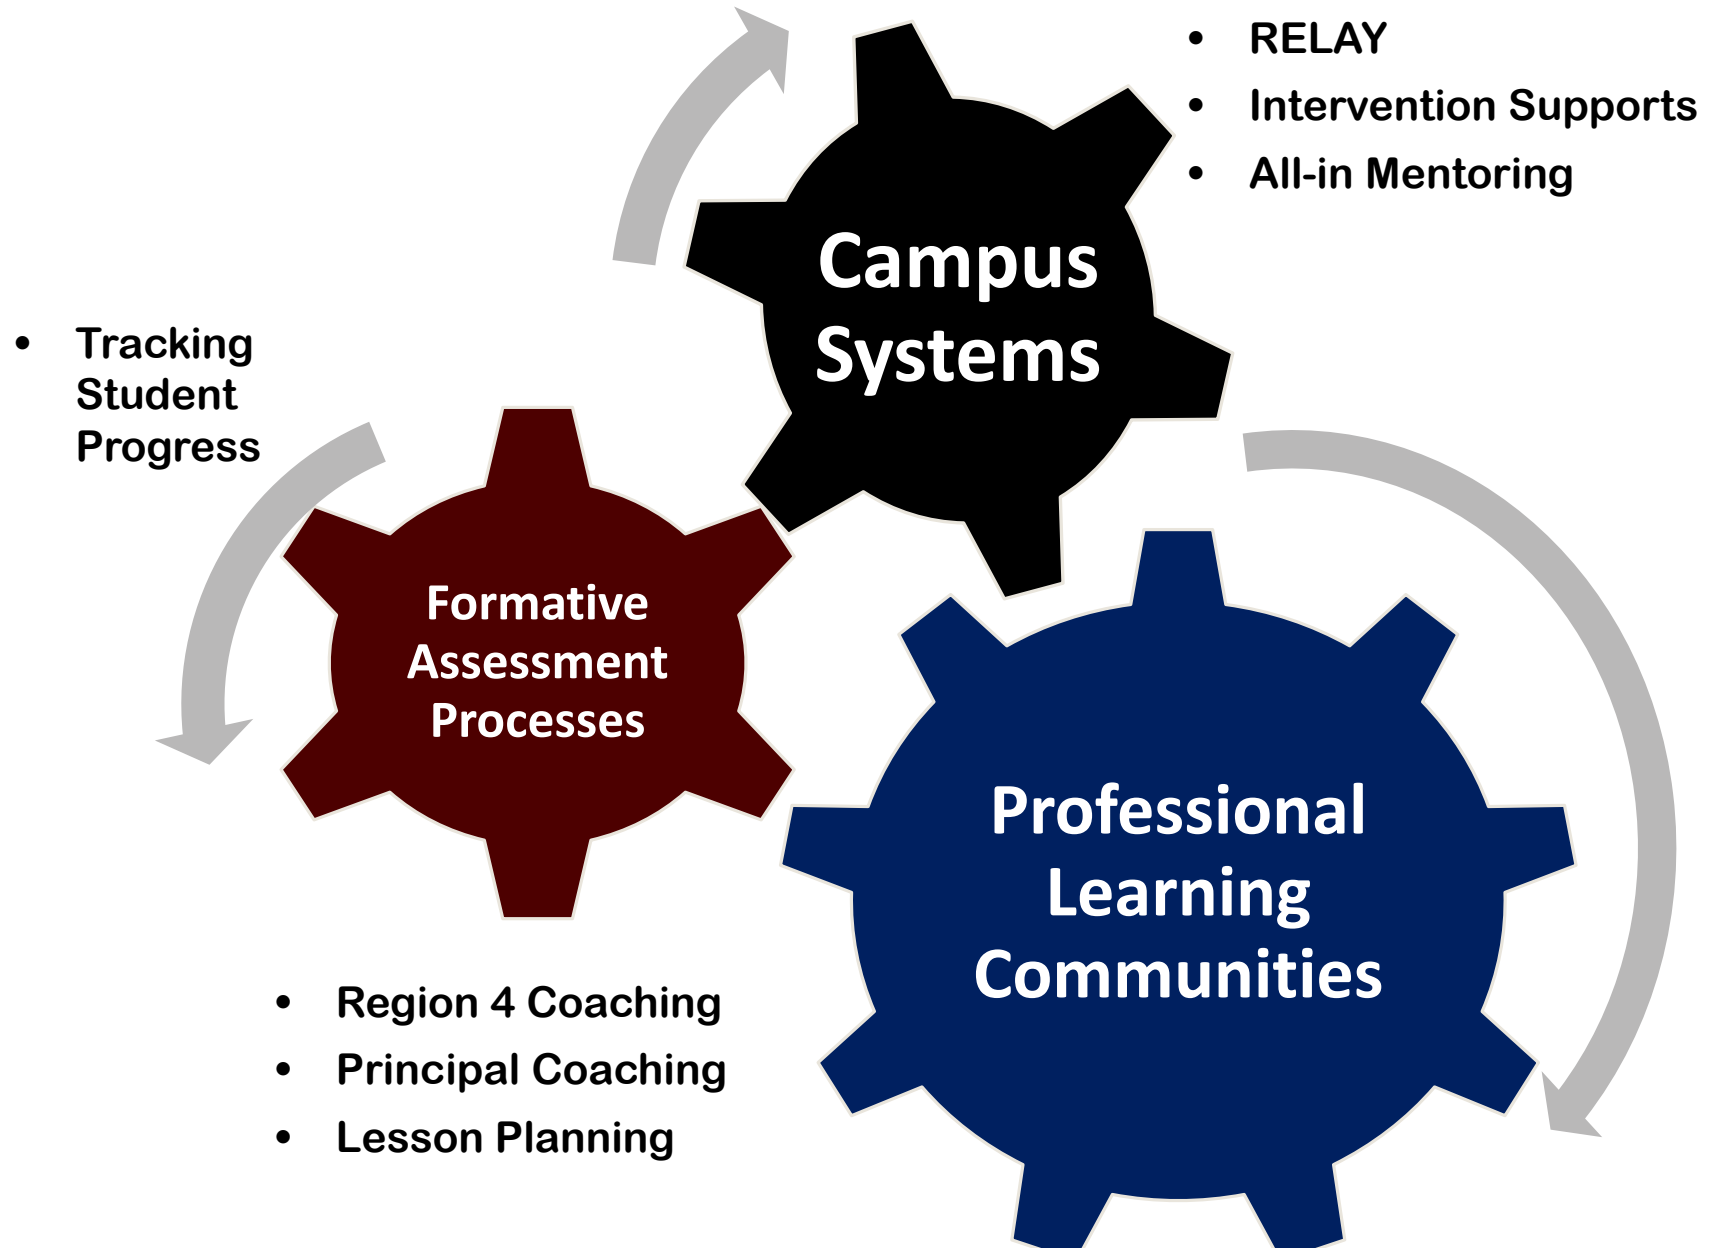 • RELAY
• Intervention Supports
• All-in Mentoring
Campus
Systems
• Tracking
Student
Progress
Formative
Assessment
Processes
Professional
Learning
Communities
• Region 4 Coaching
• Principal Coaching
• Lesson Planning